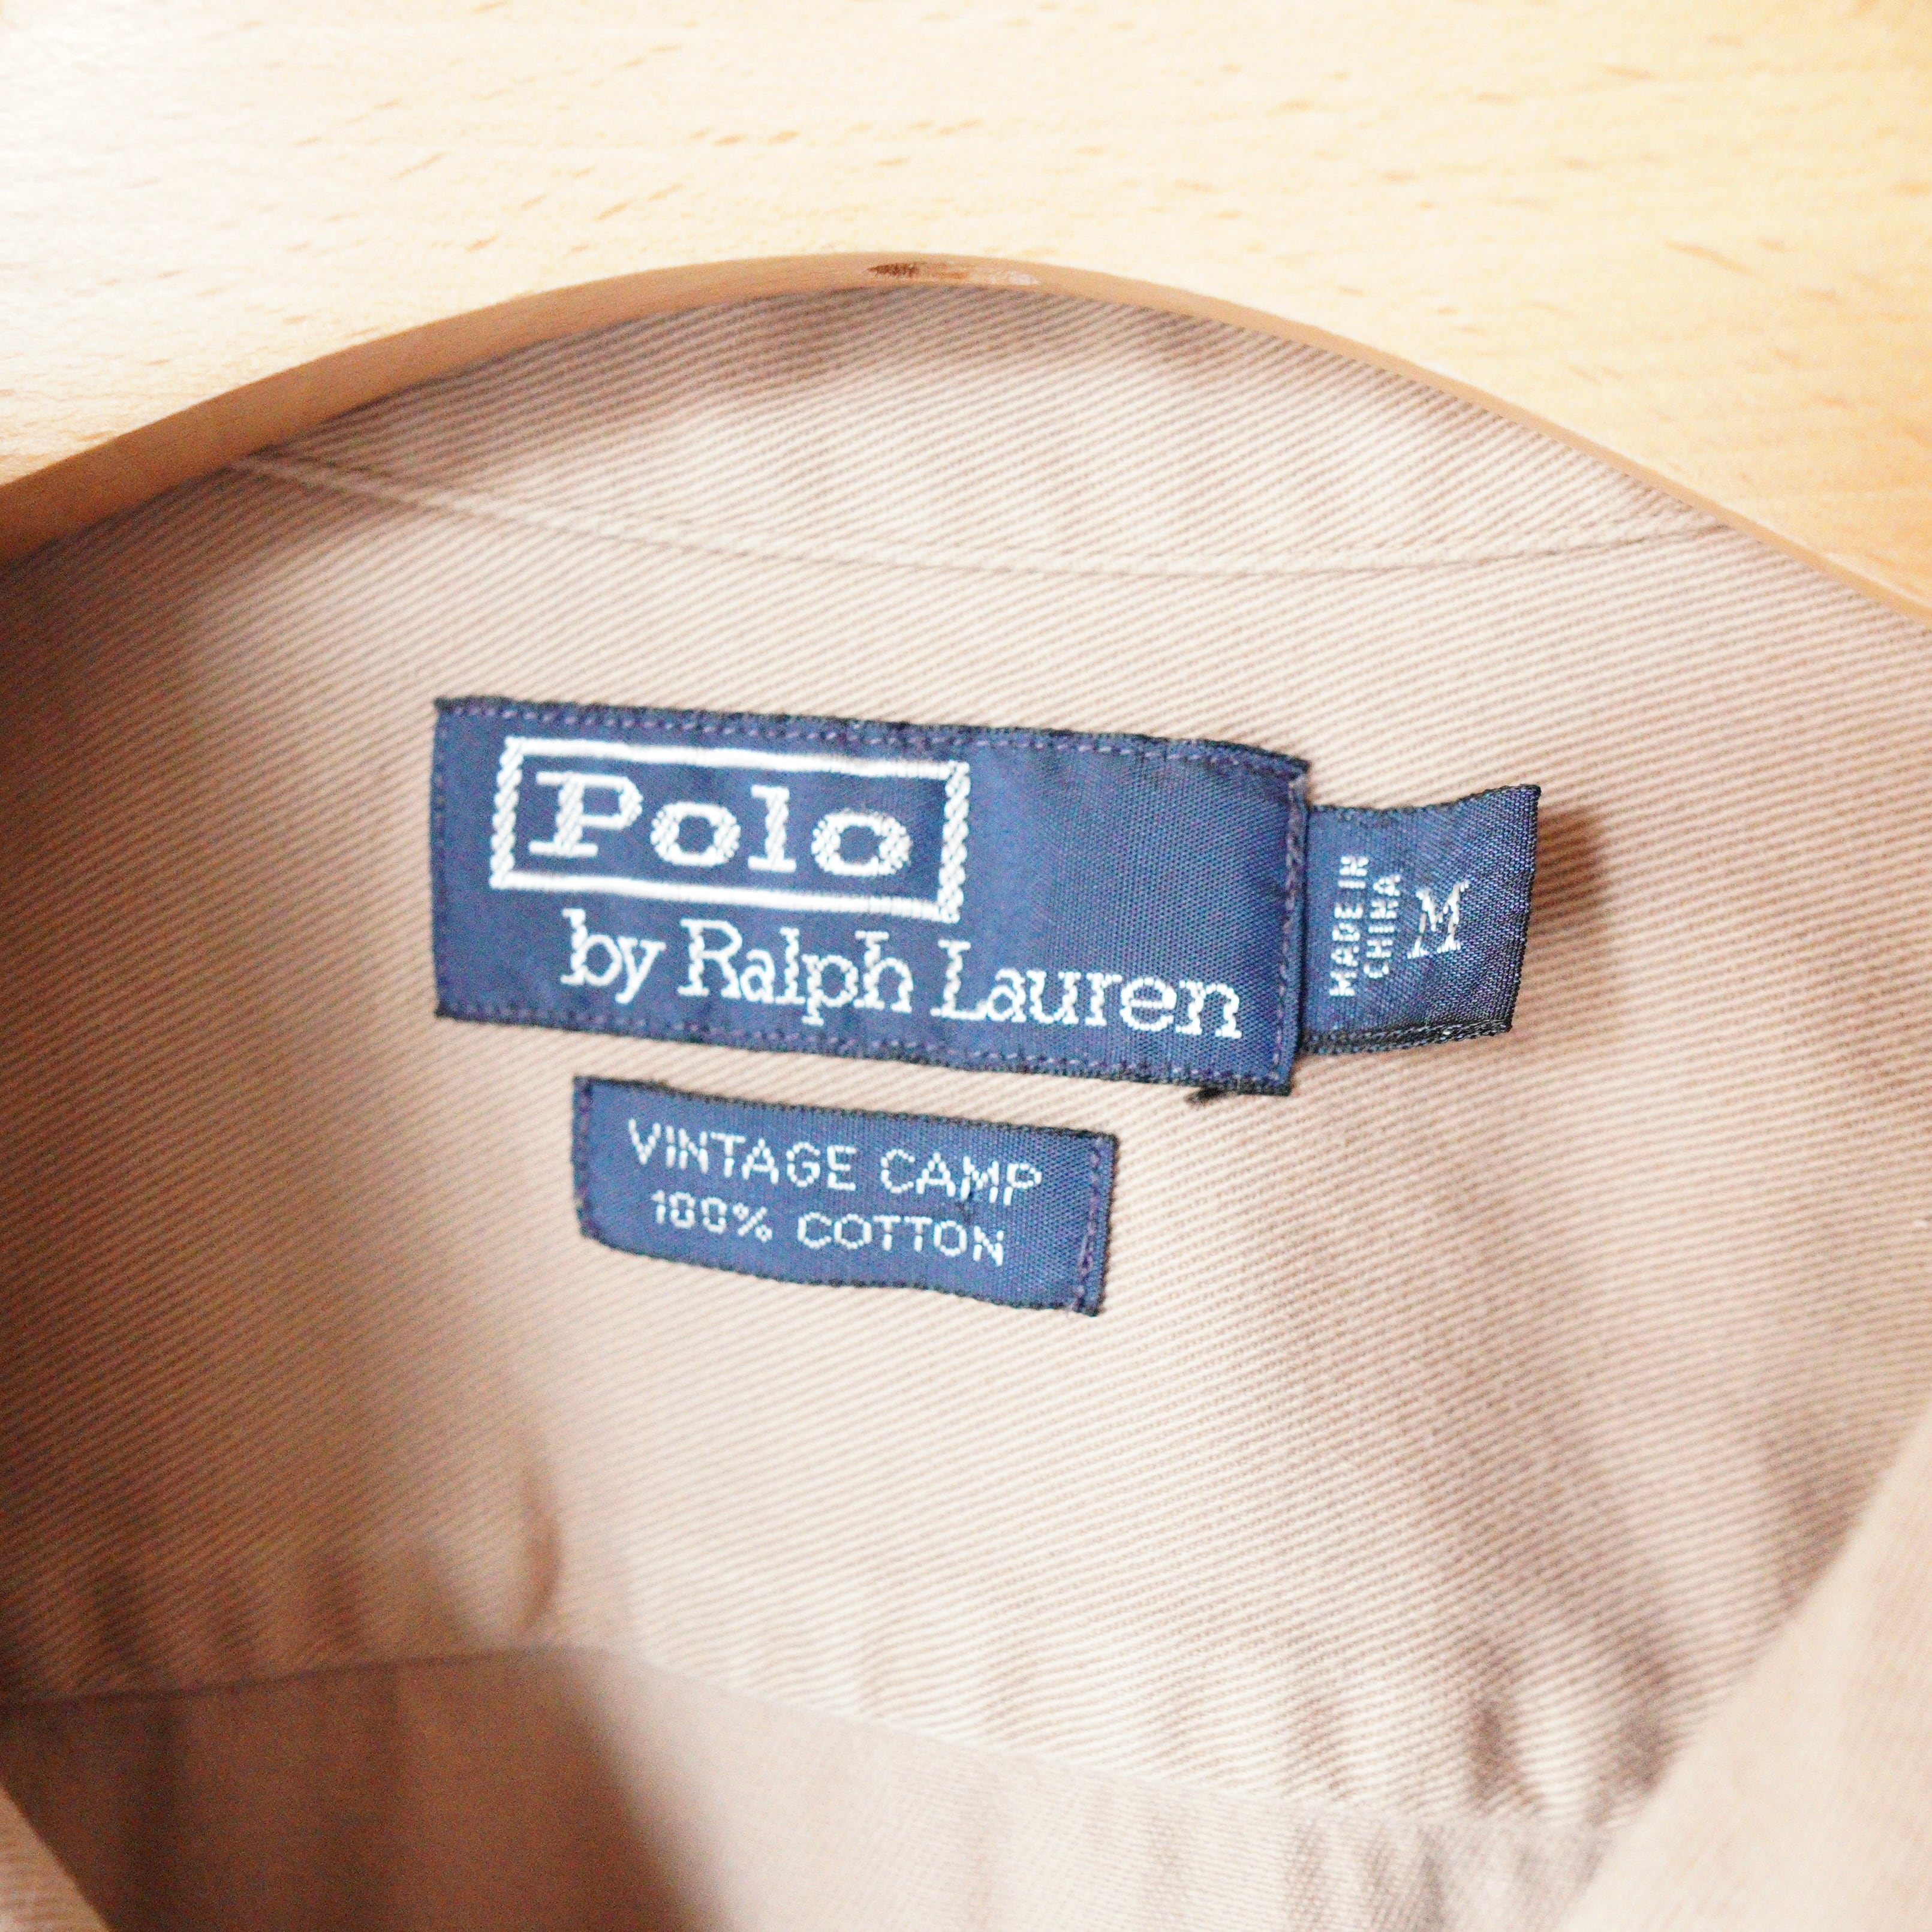 Polo
by Ralph Lauren
MADE IN
CHINA
M
VINTAGE CAMP
100% COTTON